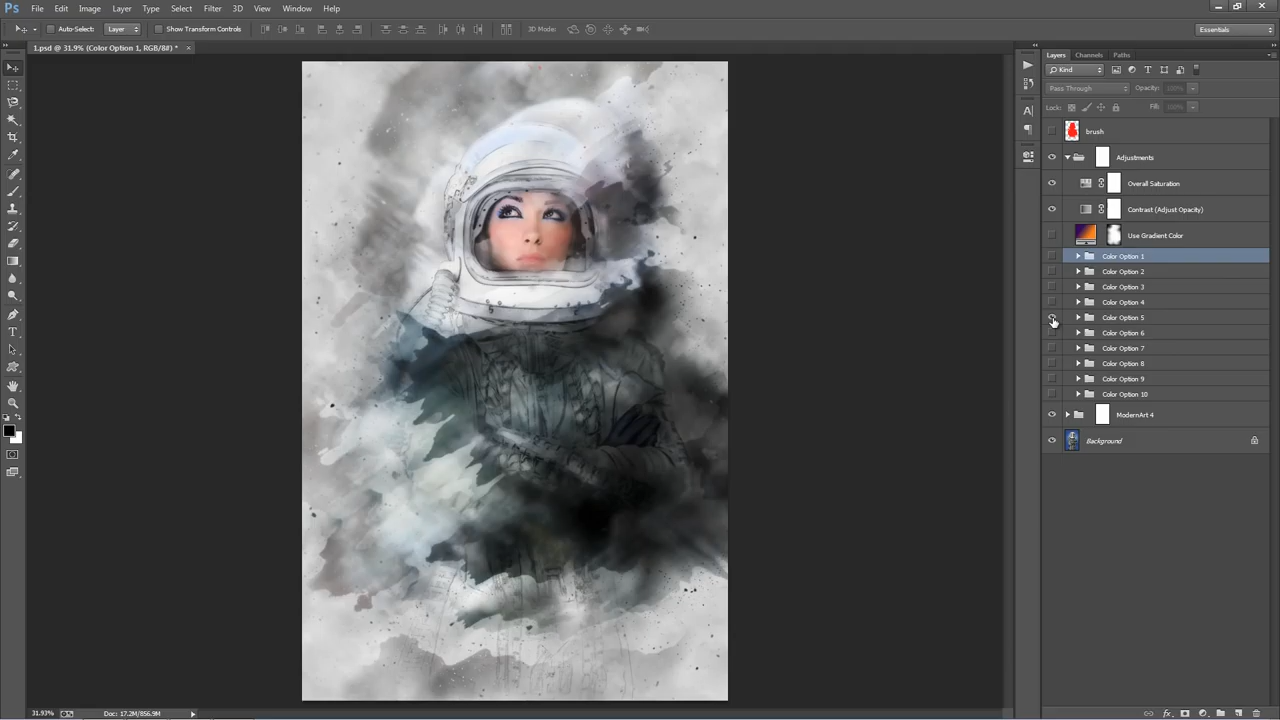 Ps File Edit Image Layer Type Select Filter 3D View Window Help
Auto-Select: Layer Show Transform Controls 3D Mode: Essentials
1.psd @ 31.9% (Color Option 1, RGB/8#) * ×
Layers Channels Paths
Kind
Pass Through Opacity: 100%
Lock: Fill: 100%
brush
Adjustments
Overall Saturation
Contrast (Adjust Opacity)
Use Gradient Color
Color Option 1
Color Option 2
Color Option 3
Color Option 4
Color Option 5
Color Option 6
Color Option 7
Color Option 8
Color Option 9
Color Option 10
ModernArt 4
Background
31.93% Doc: 17.2M/856.9M